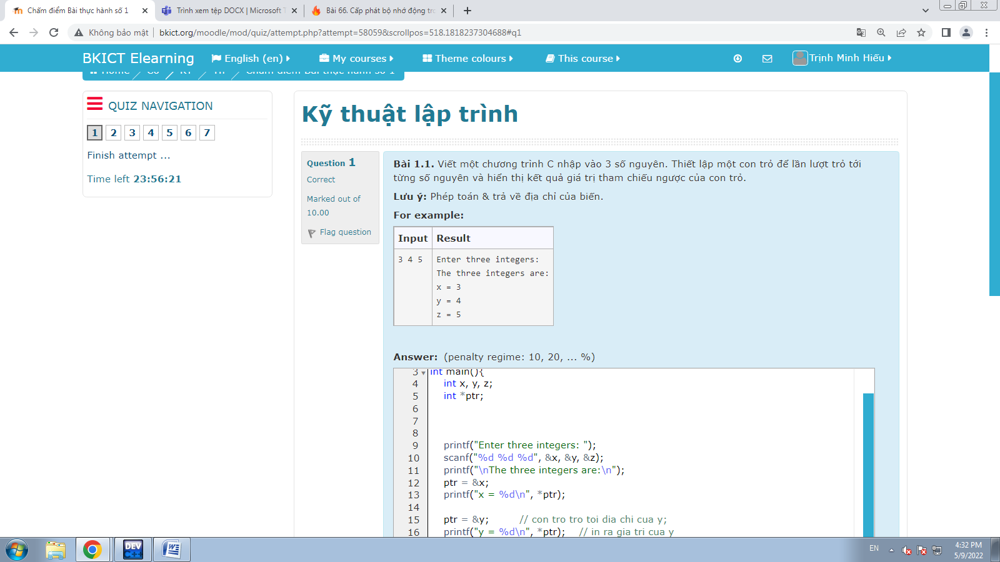 Chấm điểm Bài thực hành số 1
Trình xem tệp DOCX | Microsoft T
Bài 66. Cấp phát bộ nhớ động tro
Không bảo mật | bkict.org/moodle/mod/quiz/attempt.php?attempt=58059&scrollpos=518.1818237304688#q1
BKICT Elearning
English (en)
My courses
Theme colours
This course
Trịnh Minh Hiếu
Home
Chấm điểm Bài thực hành số 1
QUIZ NAVIGATION
1 2 3 4 5 6 7
Finish attempt ...
Time left 23:56:21
Kỹ thuật lập trình
Question 1
Correct
Marked out of
10.00
Flag question
Bài 1.1. Viết một chương trình C nhập vào 3 số nguyên. Thiết lập một con trỏ để lần lượt trỏ tới
từng số nguyên và hiển thị kết quả giá trị tham chiếu ngược của con trỏ.
Lưu ý: Phép toán & trả về địa chỉ của biến.
For example:
Input Result
3 4 5 Enter three integers:
The three integers are:
x = 3
y = 4
z = 5
Answer: (penalty regime: 10, 20, ... %)
3 int main(){
4 int x, y, z;
5 int *ptr;
6
7
8
9 printf("Enter three integers: ");
10 scanf("%d %d %d", &x, &y, &z);
11 printf("\nThe three integers are:\n");
12 ptr = &x;
13 printf("x = %d\n", *ptr);
14
15 ptr = &y; // con tro tro toi dia chi cua y;
16 printf("y = %d\n", *ptr); // in ra gia tri cua y
DEV
C++
EN
4:32 PM
5/9/2022